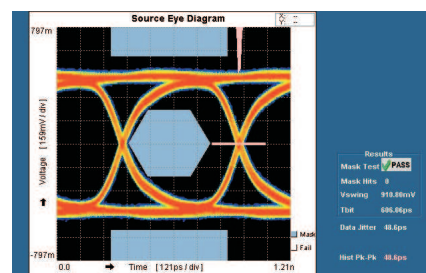 Source Eye Diagram
X: --
Y: --
797m
Voltage [159mV / div]
-797m
0.0
Time [121ps / div]
1.21n
Mask
Fail
Results
Mask Test PASS
Mask Hits 0
Vswing 910.80mV
Tbit 606.06ps
Data Jitter 48.6ps
Hist Pk-Pk 48.6ps